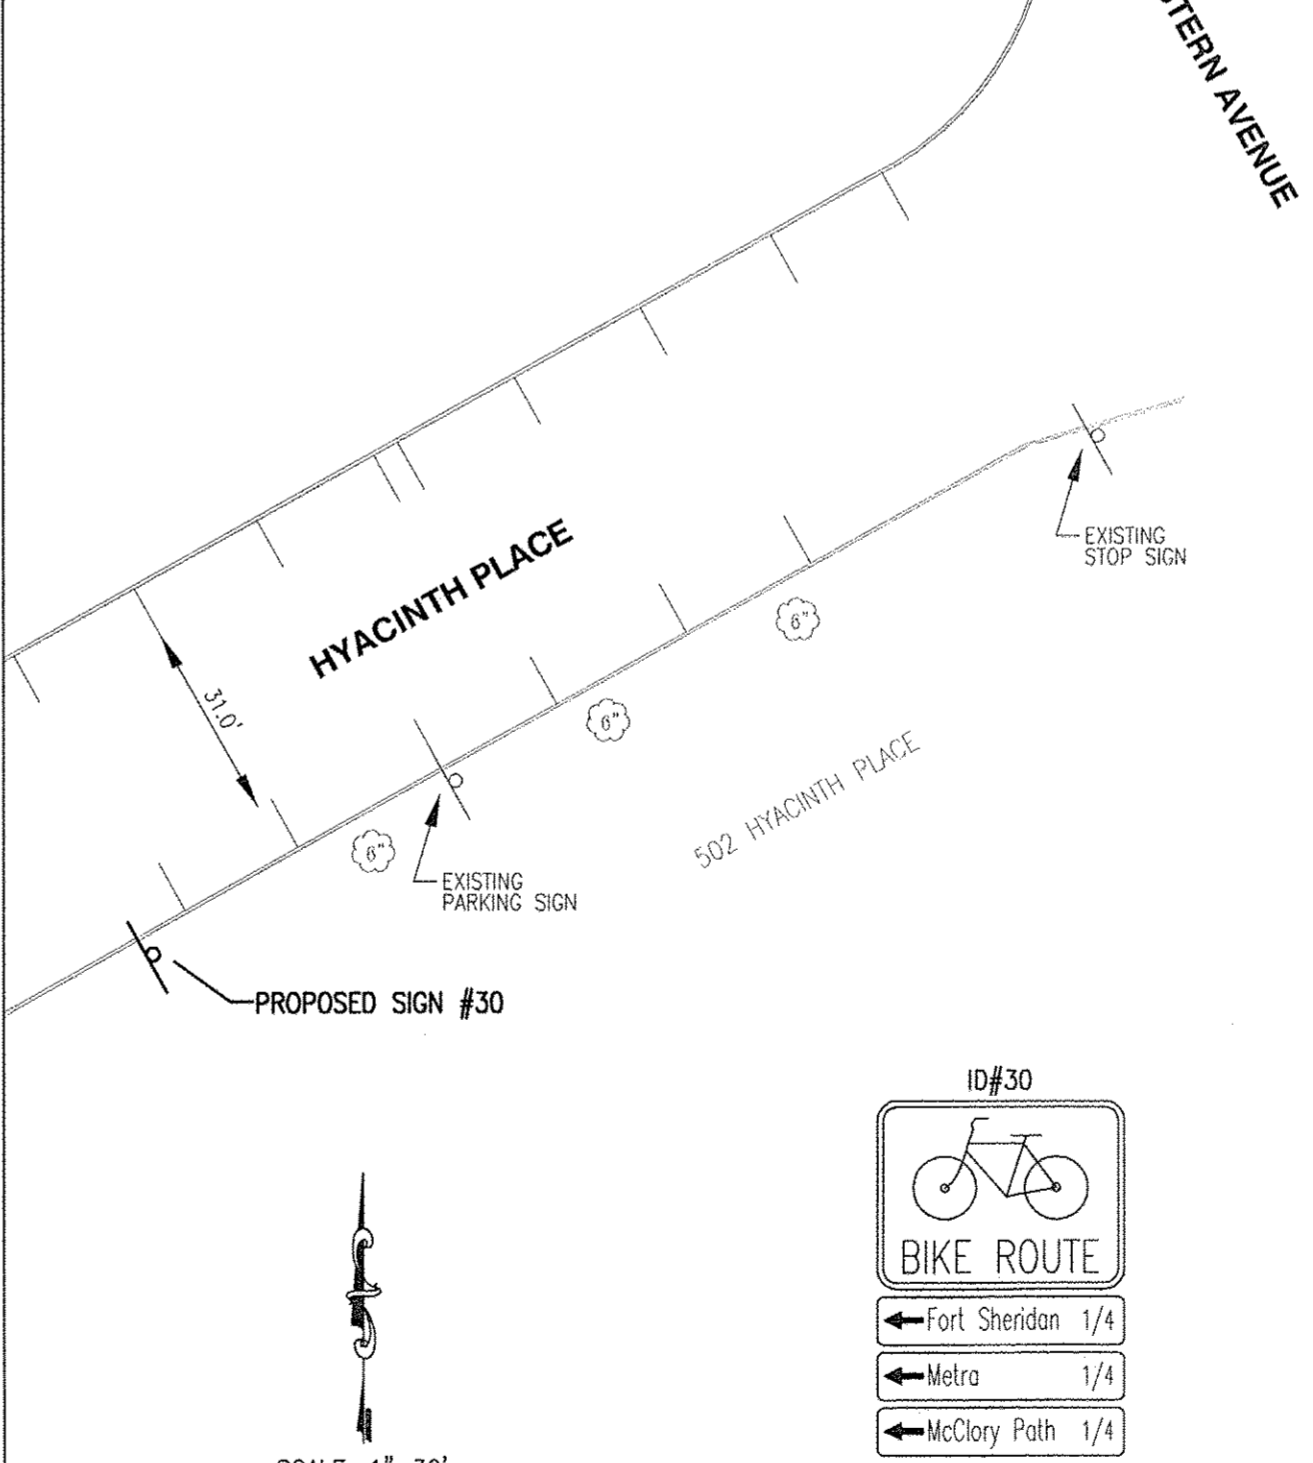 AVENUE
HYACINTH PLACE
31.0'
EXISTING
STOP SIGN
6"
6"
6"
502 HYACINTH PLACE
EXISTING
PARKING SIGN
PROPOSED SIGN #30
ID#30
BIKE ROUTE
Fort Sheridan 1/4
Metra 1/4
McClory Path 1/4